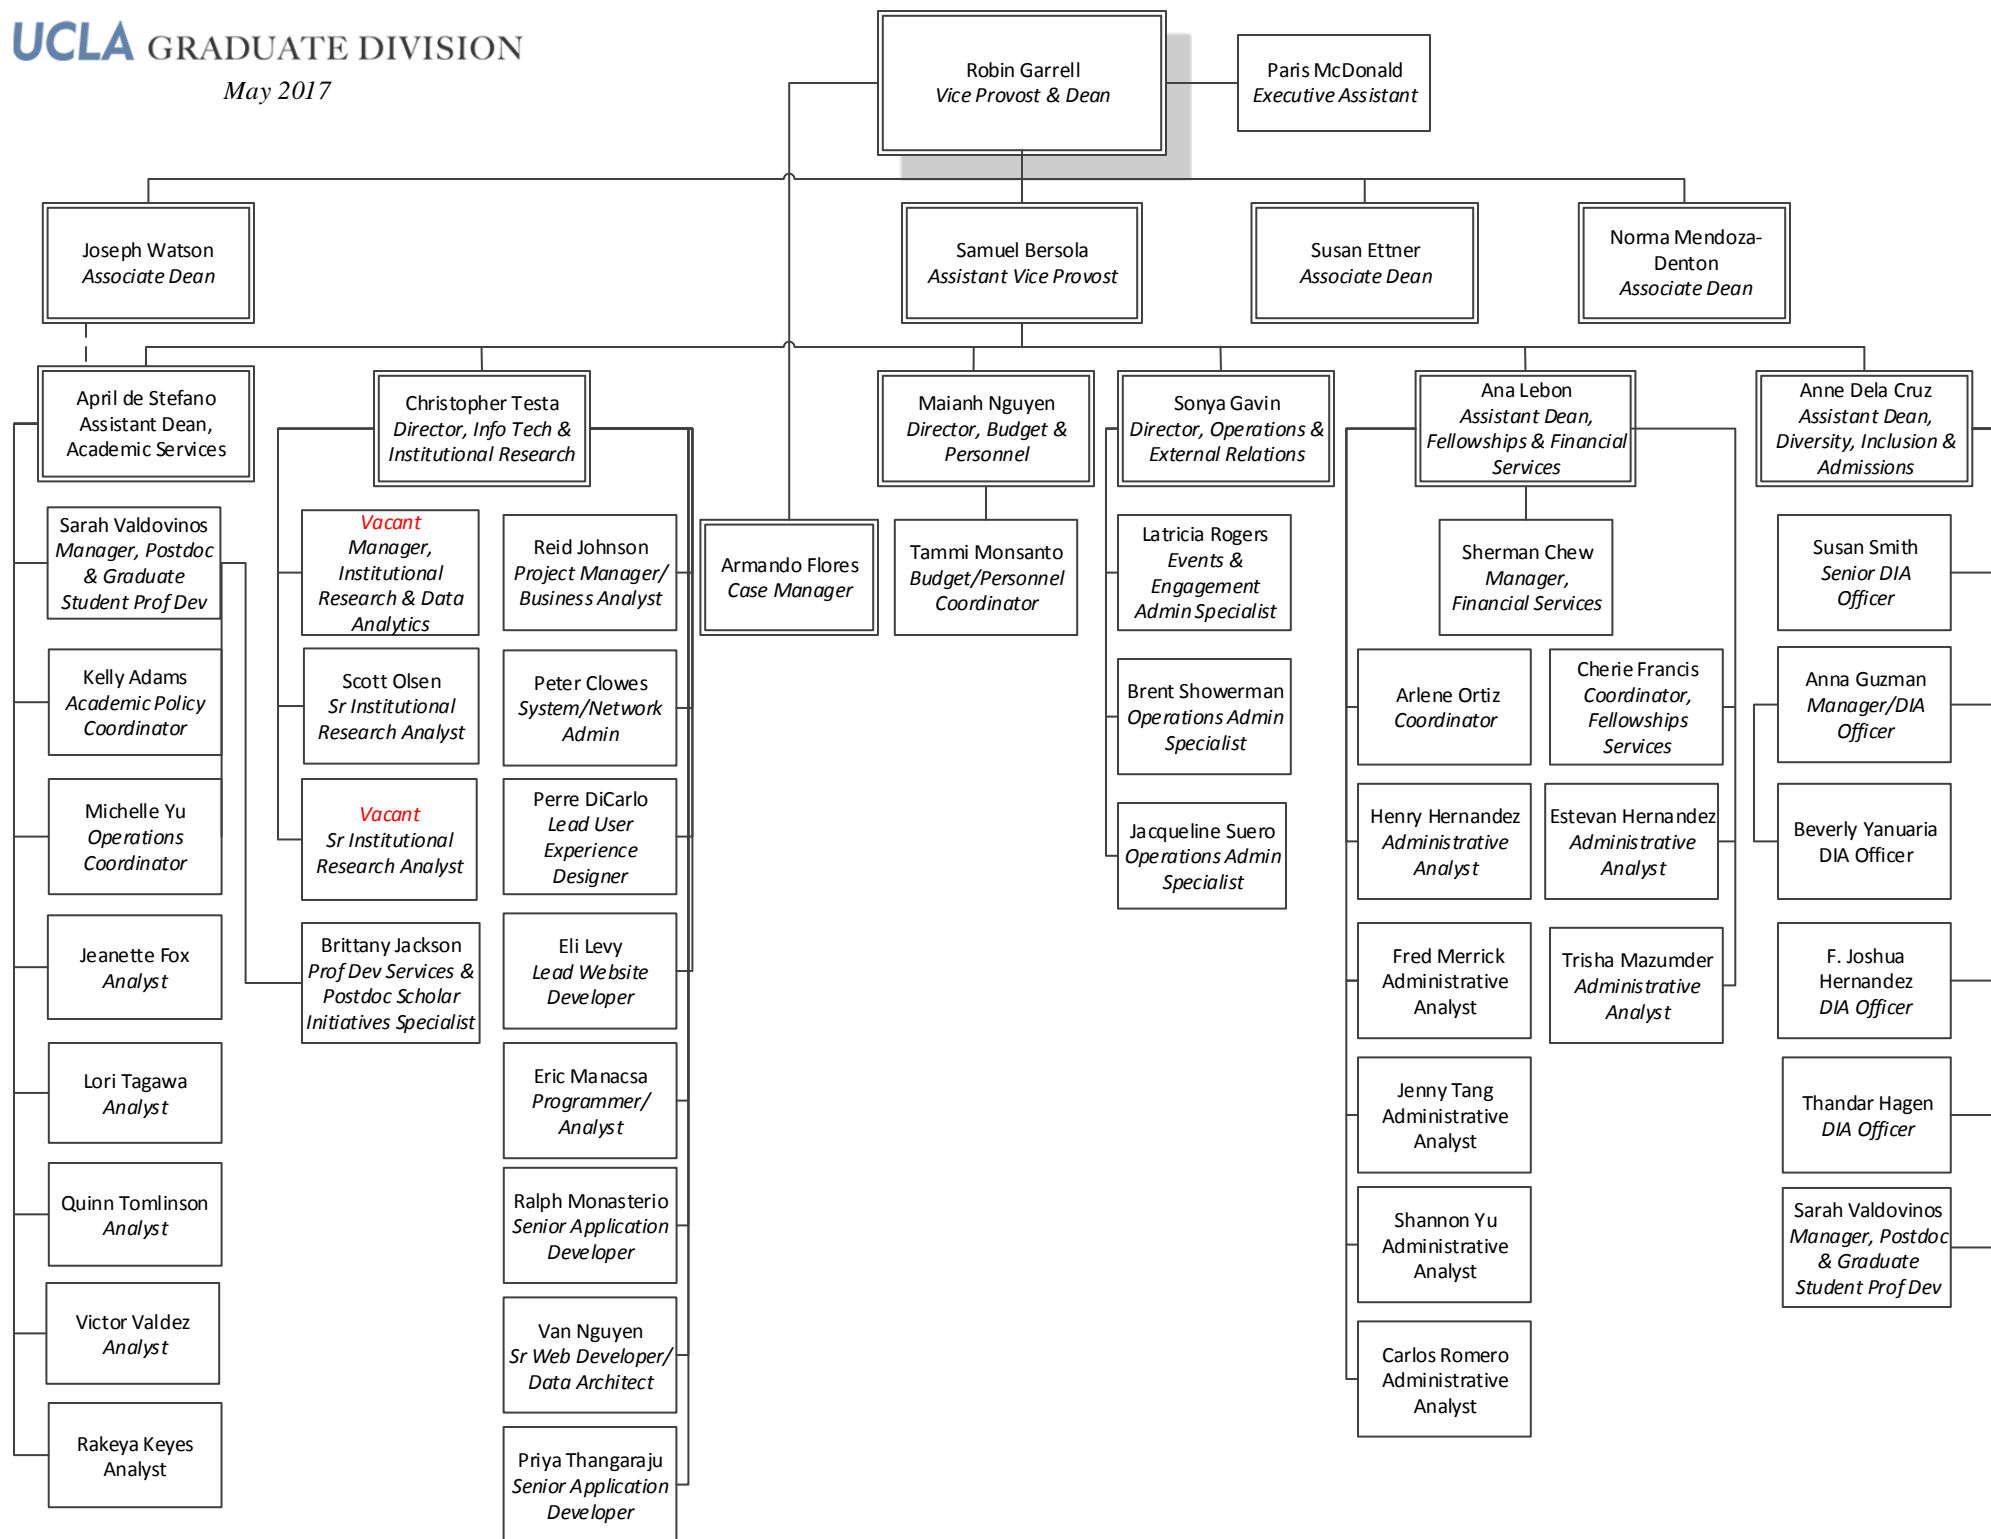 UCLA GRADUATE DIVISION
May 2017
Robin Garrell
Vice Provost & Dean
Paris McDonald
Executive Assistant
Joseph Watson
Associate Dean
Samuel Bersola
Assistant Vice Provost
Susan Ettner
Associate Dean
Norma Mendoza-
Denton
Associate Dean
April de Stefano
Assistant Dean,
Academic Services
Christopher Testa
Director, Info Tech &
Institutional Research
Maianh Nguyen
Director, Budget &
Personnel
Sonya Gavin
Director, Operations &
External Relations
Ana Lebon
Assistant Dean,
Fellowships & Financial
Services
Anne Dela Cruz
Assistant Dean,
Diversity, Inclusion &
Admissions
Sarah Valdovinos
Manager, Postdoc
& Graduate
Student Prof Dev
Kelly Adams
Academic Policy
Coordinator
Michelle Yu
Operations
Coordinator
Jeanette Fox
Analyst
Lori Tagawa
Analyst
Quinn Tomlinson
Analyst
Victor Valdez
Analyst
Rakeya Keyes
Analyst
Vacant
Manager,
Institutional
Research & Data
Analytics
Scott Olsen
Sr Institutional
Research Analyst
Vacant
Sr Institutional
Research Analyst
Brittany Jackson
Prof Dev Services &
Postdoc Scholar
Initiatives Specialist
Reid Johnson
Project Manager/
Business Analyst
Peter Clowes
System/Network
Admin
Perre DiCarlo
Lead User
Experience
Designer
Eli Levy
Lead Website
Developer
Eric Manacsa
Programmer/
Analyst
Ralph Monasterio
Senior Application
Developer
Van Nguyen
Sr Web Developer/
Data Architect
Priya Thangaraju
Senior Application
Developer
Armando Flores
Case Manager
Tammi Monsanto
Budget/Personnel
Coordinator
Latricia Rogers
Events &
Engagement
Admin Specialist
Brent Showerman
Operations Admin
Specialist
Jacqueline Suero
Operations Admin
Specialist
Sherman Chew
Manager,
Financial Services
Arlene Ortiz
Coordinator
Henry Hernandez
Administrative
Analyst
Fred Merrick
Administrative
Analyst
Jenny Tang
Administrative
Analyst
Shannon Yu
Administrative
Analyst
Carlos Romero
Administrative
Analyst
Cherie Francis
Coordinator,
Fellowships
Services
Estevan Hernandez
Administrative
Analyst
Trisha Mazumder
Administrative
Analyst
Susan Smith
Senior DIA
Officer
Anna Guzman
Manager/DIA
Officer
Beverly Yanuaria
DIA Officer
F. Joshua
Hernandez
DIA Officer
Thandar Hagen
DIA Officer
Sarah Valdovinos
Manager, Postdoc
& Graduate
Student Prof Dev